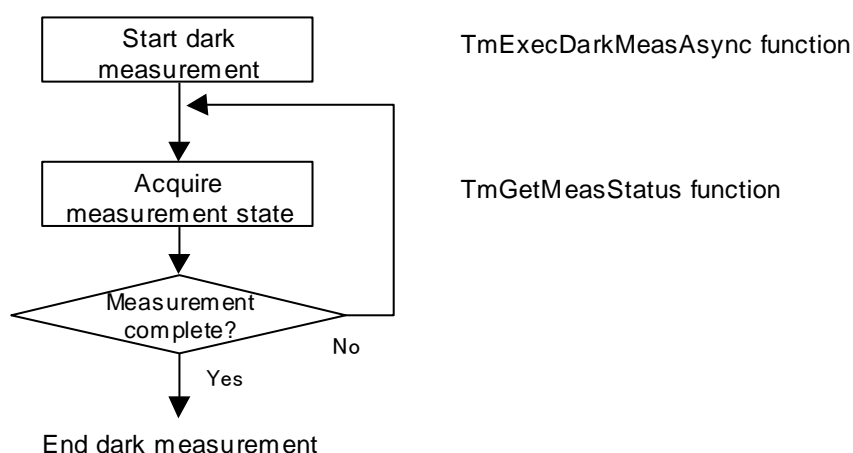 Start dark
measurement
TmExecDarkMeasAsync function
Acquire
measurement state
TmGetMeasStatus function
Measurement
complete?
No
Yes
End dark measurement